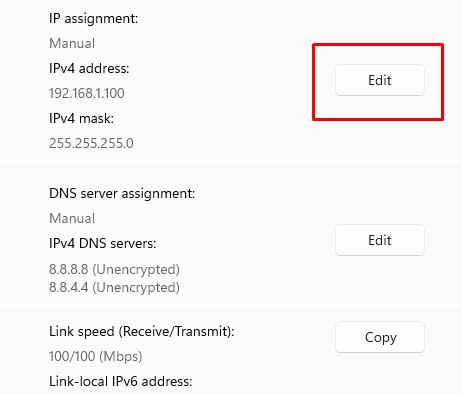 IP assignment:
Manual
IPv4 address:
Edit
192.168.1.100
IPv4 mask:
255.255.255.0
DNS server assignment:
Manual
IPv4 DNS servers:
Edit
8.8.8.8 (Unencrypted)
8.8.4.4 (Unencrypted)
Link speed (Receive/Transmit):
Copy
100/100 (Mbps)
Link-local IPv6 address: